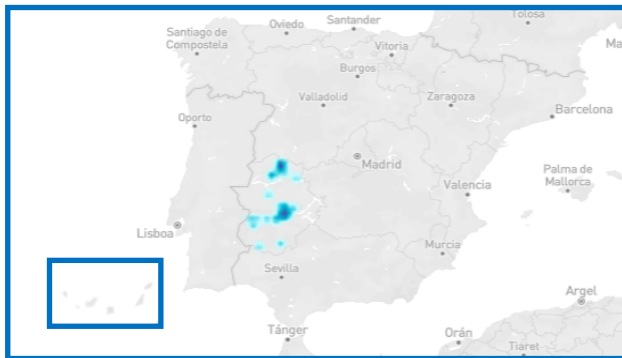 Tolosa
Santander
Oviedo
Santiago de
Compostela
Vitoria
Burgos
Valladolid
Zaragoza
Barcelona
Oporto
Madrid
Palma de
Mallorca
Valencia
Lisboa
Murcia
Sevilla
Argel
Tánger
Orán
Tiaret